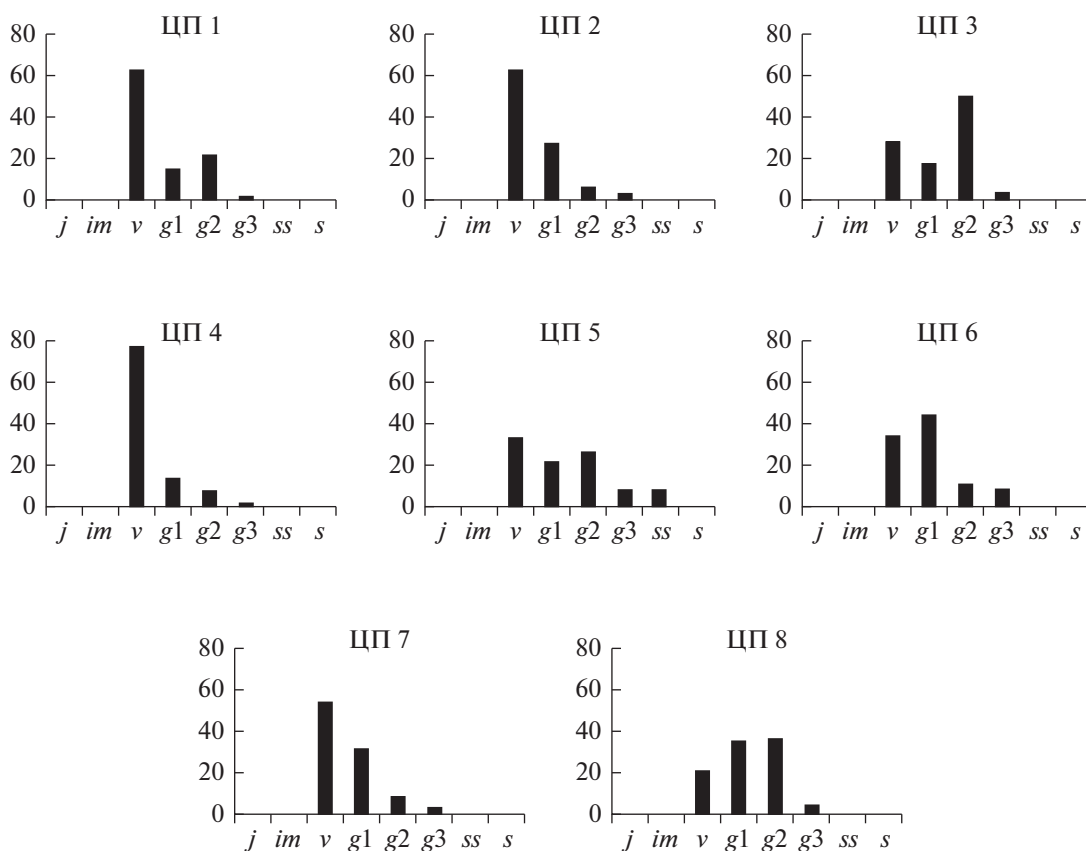 ЦП 1 ЦП 2 ЦП 3
80 80 80
60 60 60
40 40 40
20 20 20
0 0 0
j im v g1 g2 g3 ss s j im v g1 g2 g3 ss s j im v g1 g2 g3 ss s
ЦП 4 ЦП 5 ЦП 6
80 80 80
60 60 60
40 40 40
20 20 20
0 0 0
j im v g1 g2 g3 ss s j im v g1 g2 g3 ss s j im v g1 g2 g3 ss s
ЦП 7 ЦП 8
80 80
60 60
40 40
20 20
0 0
j im v g1 g2 g3 ss s j im v g1 g2 g3 ss s